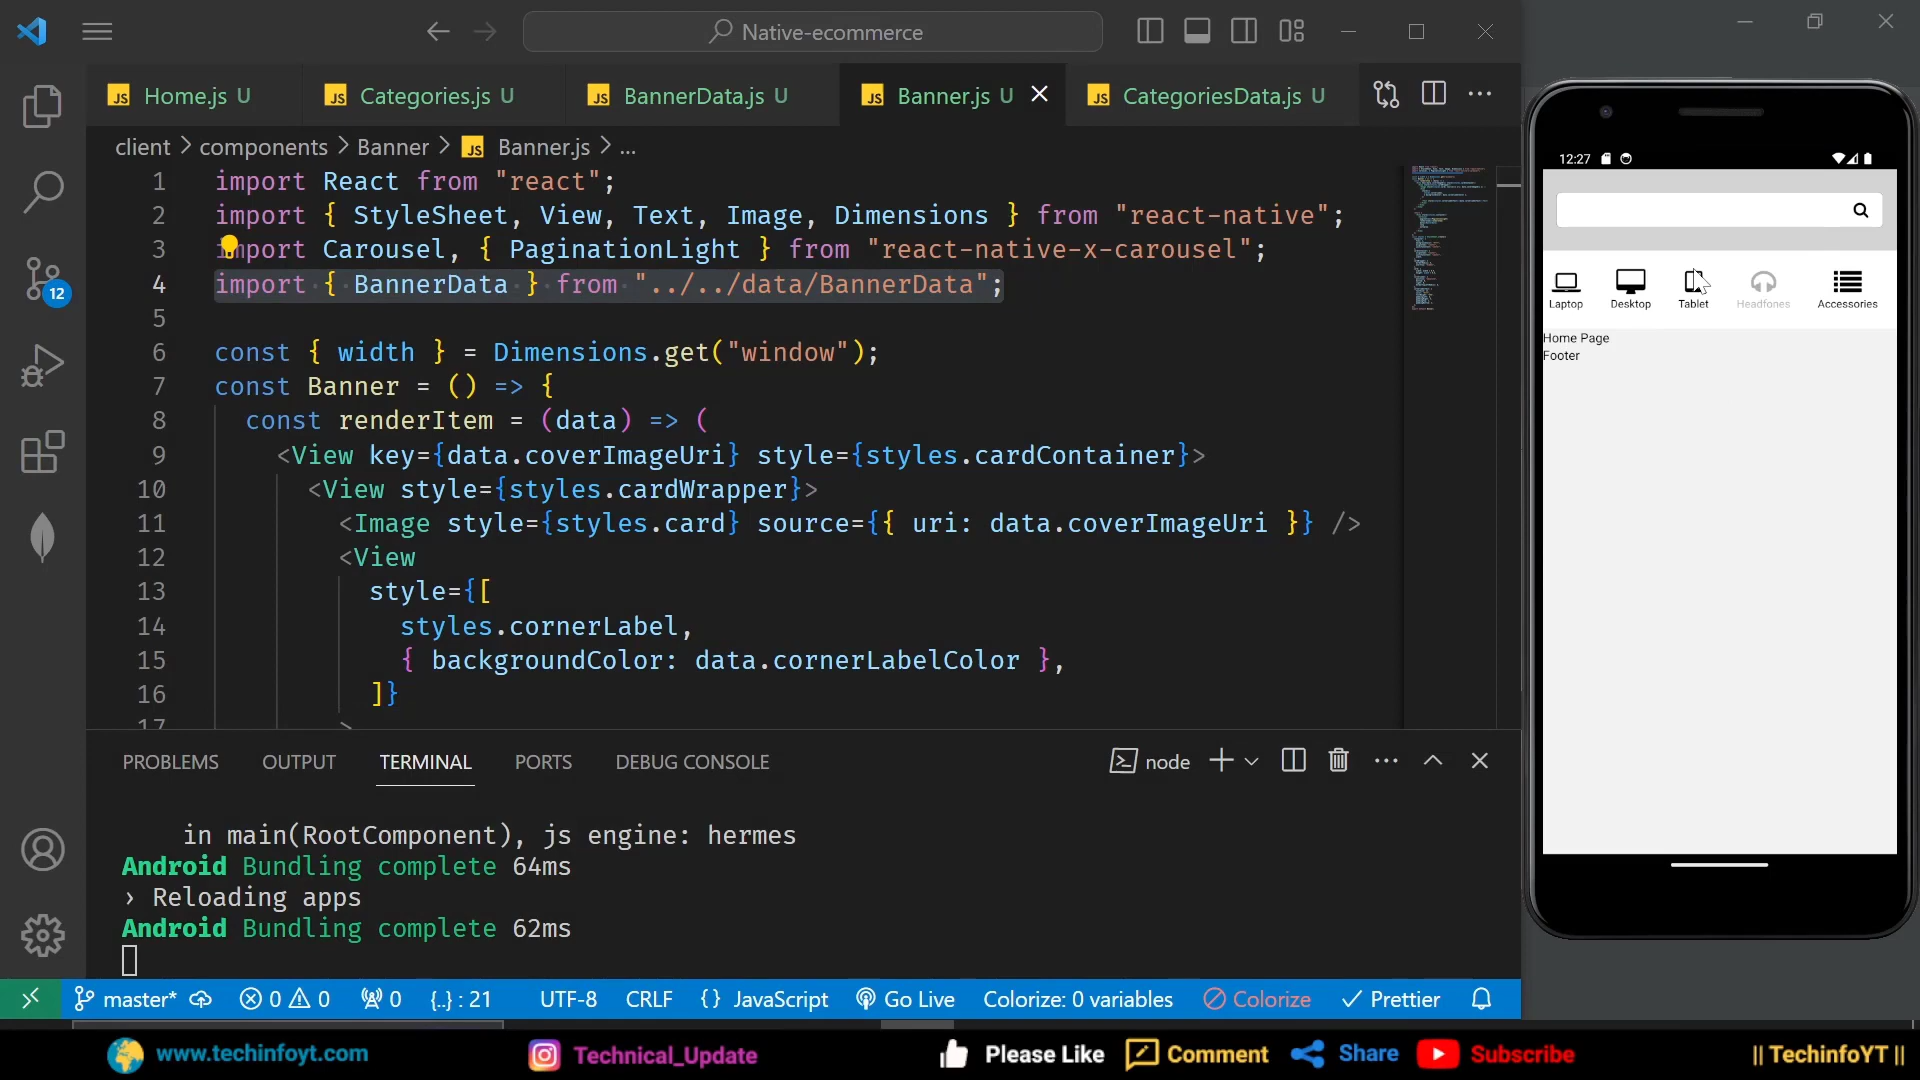 Native-ecommerce
JS Home.js U
JS Categories.js U
JS BannerData.js U
JS Banner.js U
JS CategoriesData.js U
client > components > Banner > JS Banner.js > ...
1 import React from "react";
2 import { StyleSheet, View, Text, Image, Dimensions } from "react-native";
3 import Carousel, { PaginationLight } from "react-native-x-carousel";
4 import { BannerData } from "../../data/BannerData";
5
6 const { width } = Dimensions.get("window");
7 const Banner = () => {
8 const renderItem = (data) => (
9 <View key={data.coverImageUri} style={styles.cardContainer}>
10 <View style={styles.cardWrapper}>
11 <Image style={styles.card} source={{ uri: data.coverImageUri }} />
12 <View
13 style={[
14 styles.cornerLabel,
15 { backgroundColor: data.cornerLabelColor },
16 ]}
17 >
12
PROBLEMS OUTPUT TERMINAL PORTS DEBUG CONSOLE
node
in main(RootComponent), js engine: hermes
Android Bundling complete 64ms
› Reloading apps
Android Bundling complete 62ms
master* 0 0 0 {..} : 21 UTF-8 CRLF {} JavaScript Go Live Colorize: 0 variables Colorize Prettier
12:27
Laptop Desktop Tablet Headfones Accessories
Home Page
Footer
www.techinfoyt.com Technical_Update Please Like Comment Share Subscribe || TechinfoYT ||